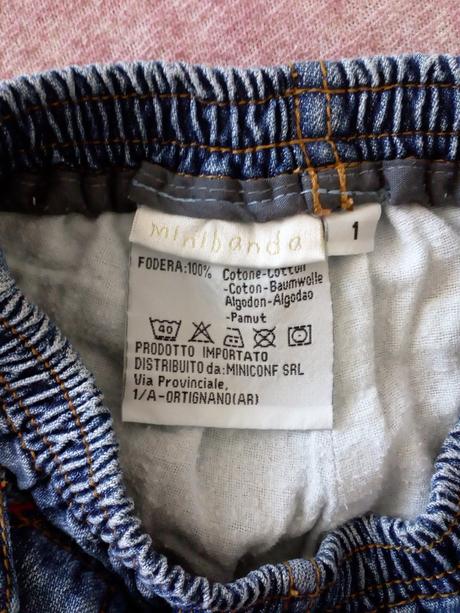 minibanda
1
FODERA:100% Cotone-Cotton
-Coton-Baumwolle
Algodon-Algodao
-Pamut
40
PRODOTTO IMPORTATO
DISTRIBUITO da:MINICONF SRL
Via Provinciale,
1/A-ORTIGNANO(AR)